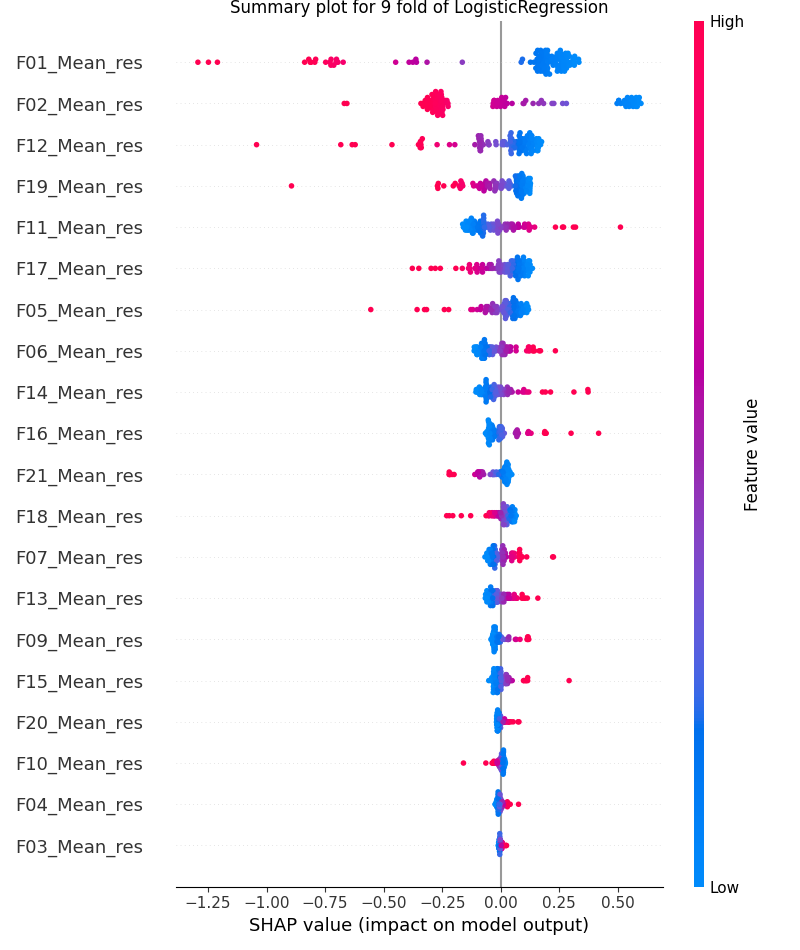 Summary plot for 9 fold of LogisticRegression
High
F01_Mean_res
F02_Mean_res
F12_Mean_res
F19_Mean_res
F11_Mean_res
F17_Mean_res
F05_Mean_res
F06_Mean_res
F14_Mean_res
F16_Mean_res
F21_Mean_res
F18_Mean_res
F07_Mean_res
F13_Mean_res
F09_Mean_res
F15_Mean_res
F20_Mean_res
F10_Mean_res
F04_Mean_res
F03_Mean_res
Feature value
Low
−1.25 −1.00 −0.75 −0.50 −0.25 0.00 0.25 0.50
SHAP value (impact on model output)